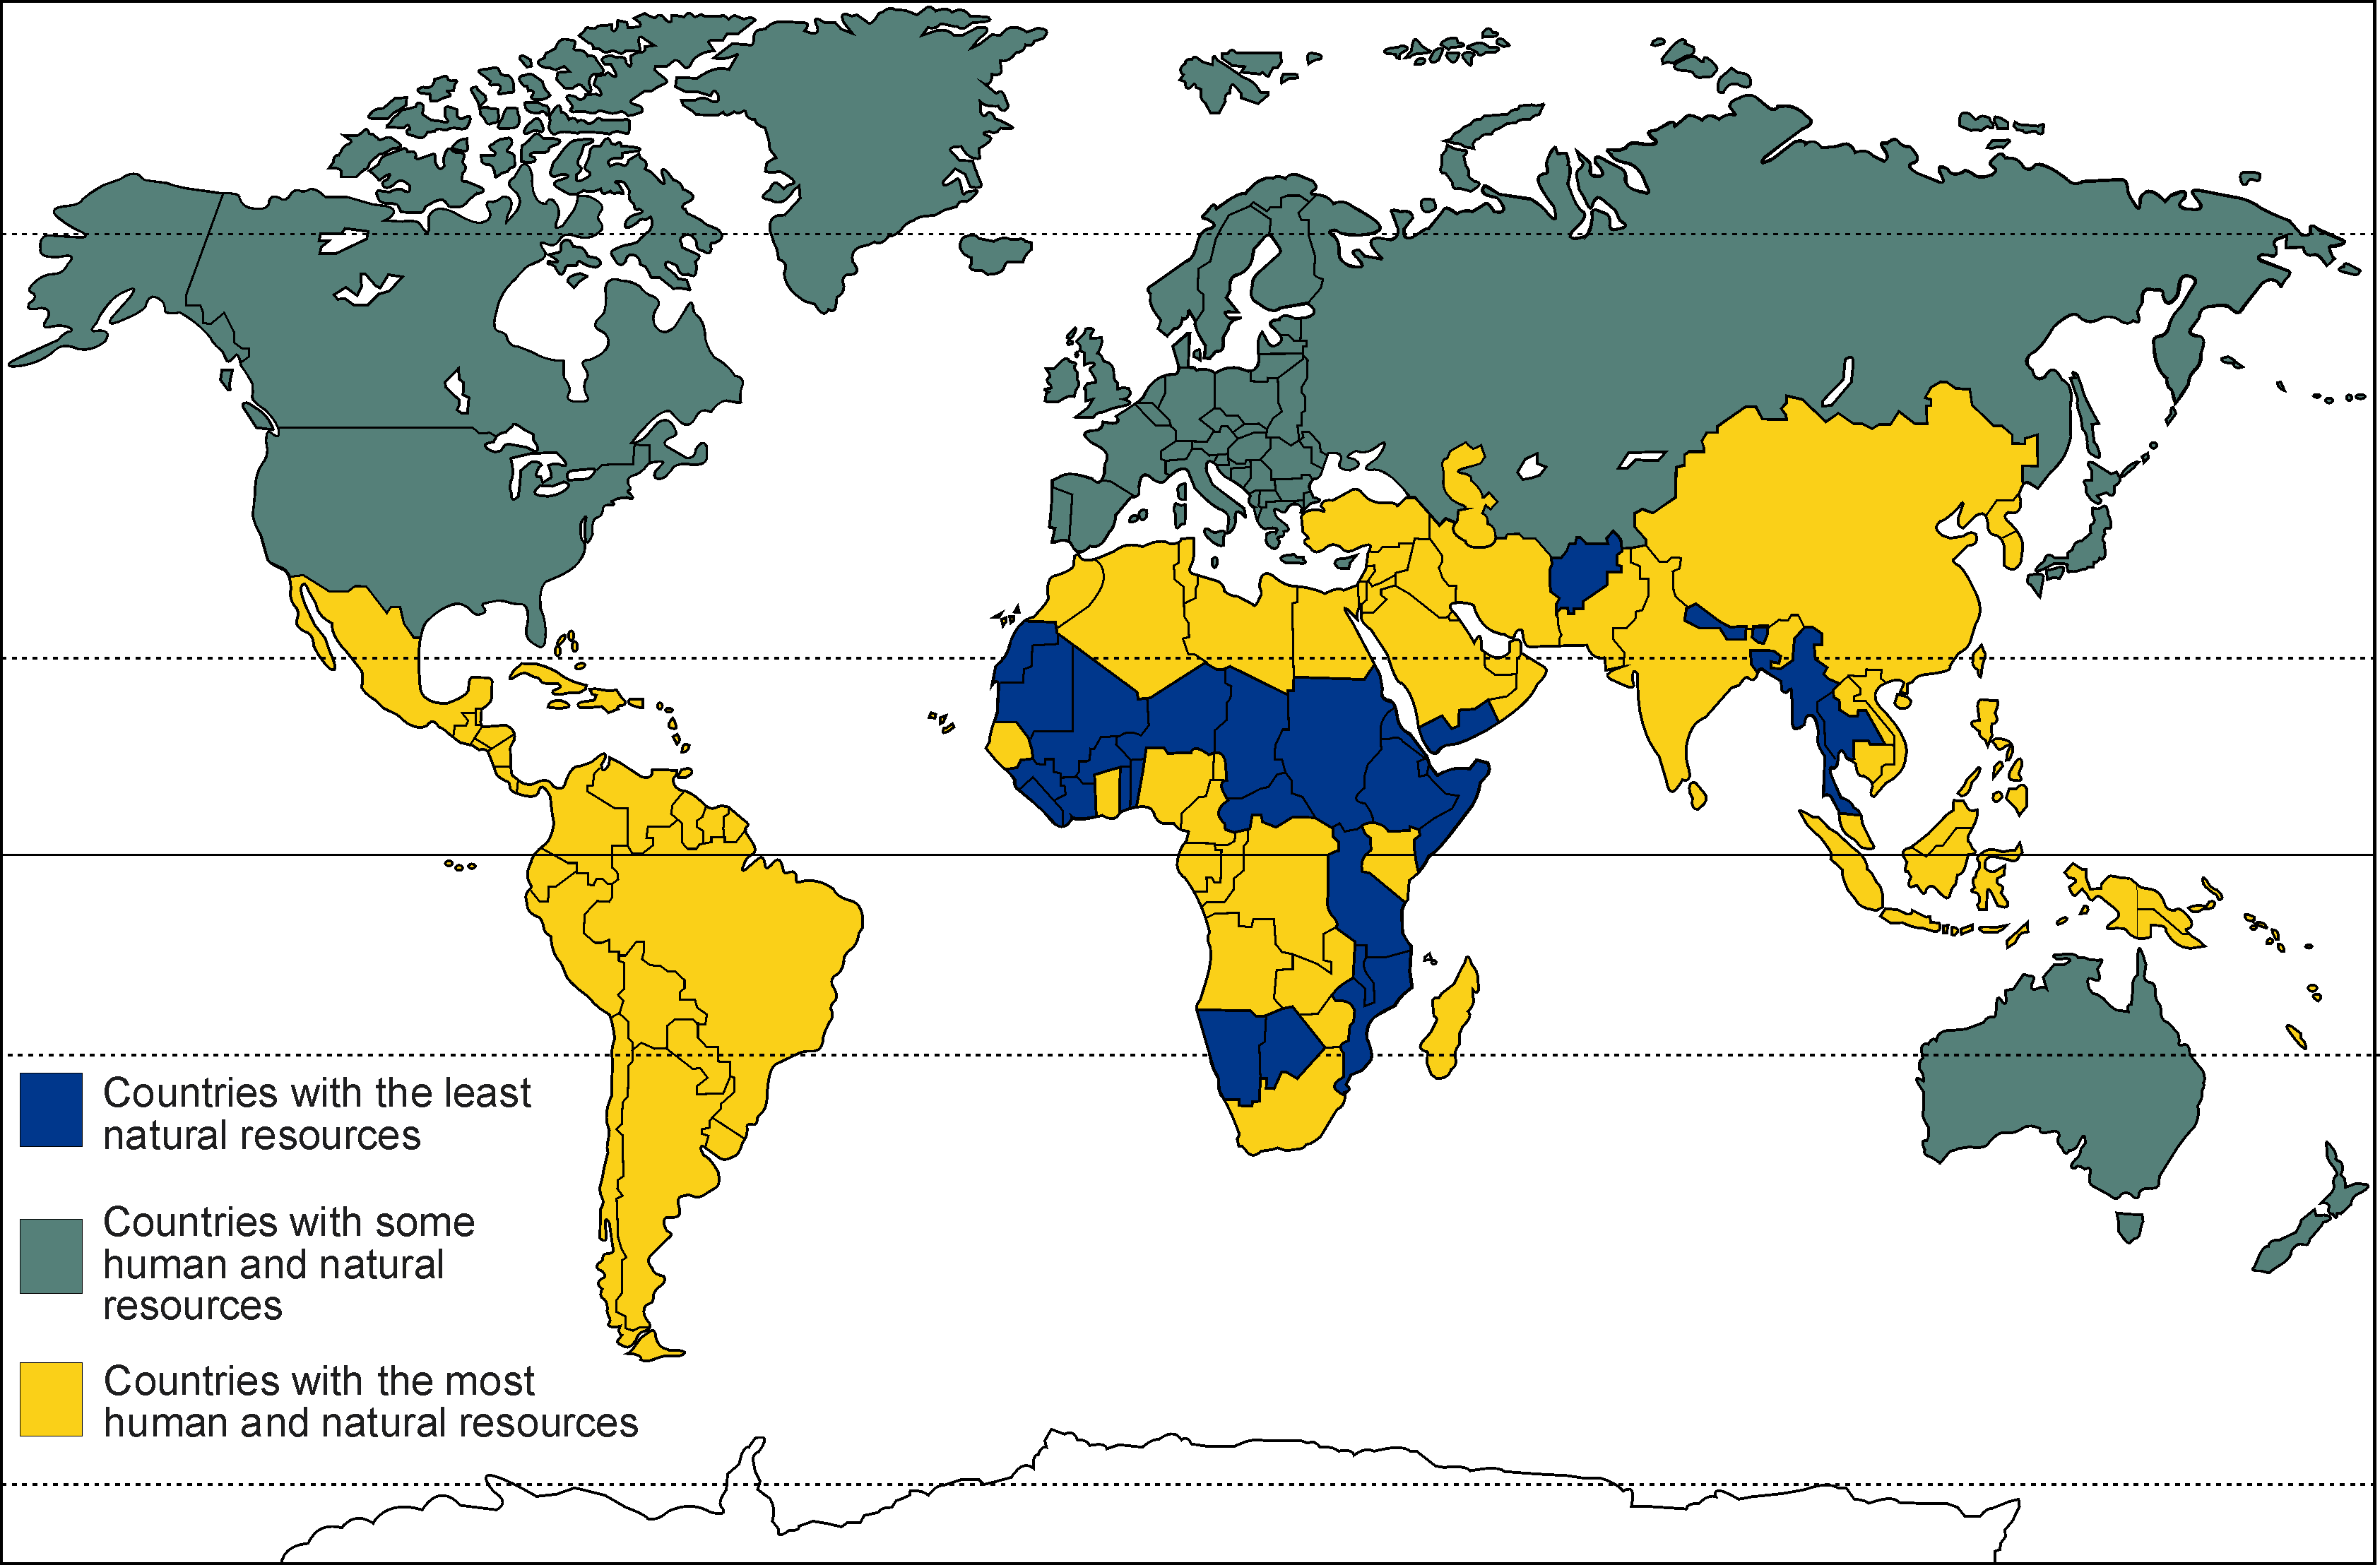 Countries with the least
natural resources
Countries with some
human and natural
resources
Countries with the most
human and natural resources